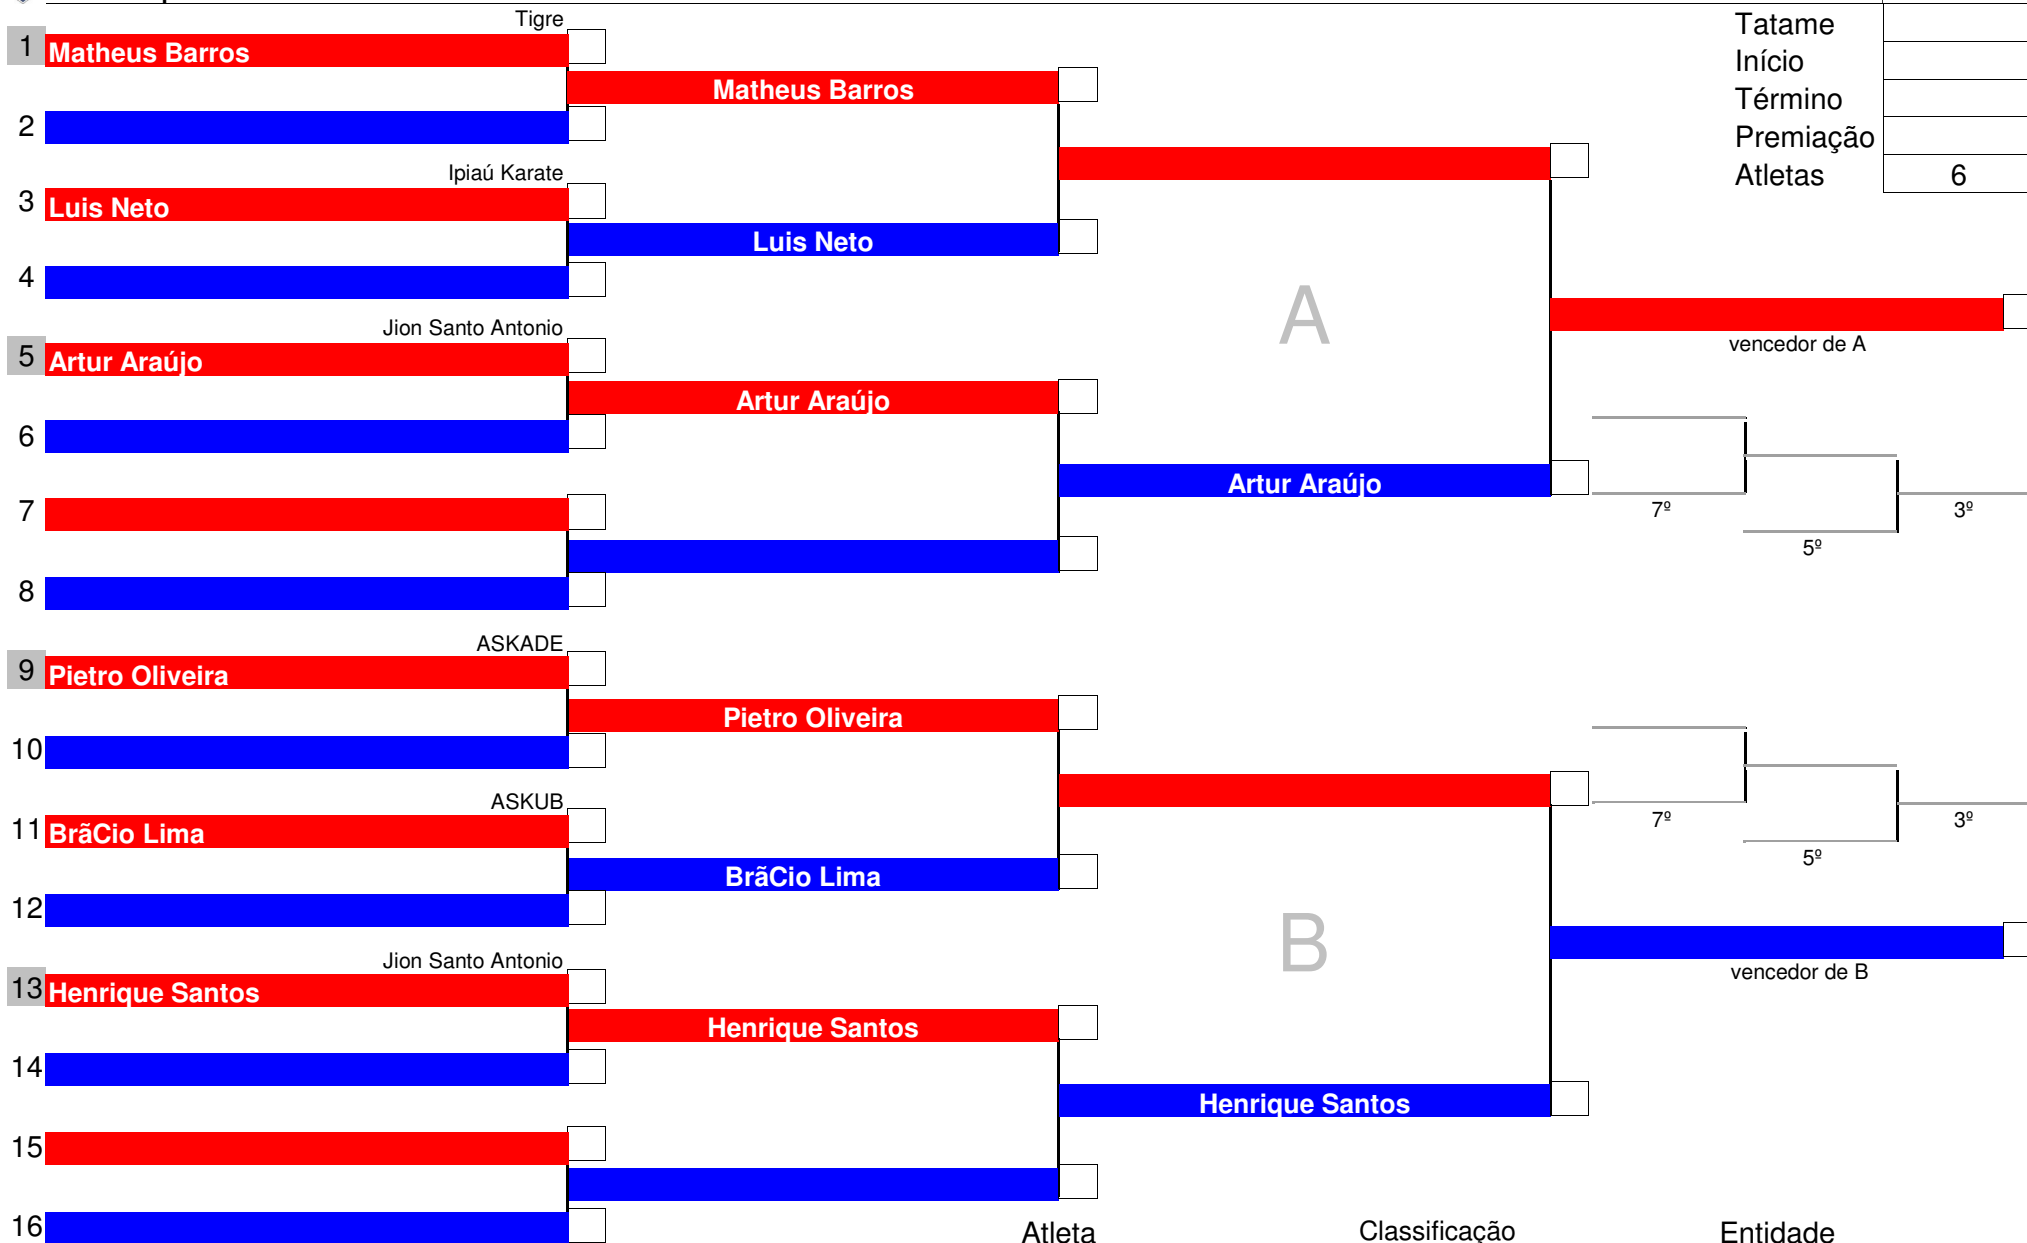 Tigre
1 Matheus Barros
Matheus Barros
2
Ipiaú Karate
3 Luis Neto
Luis Neto
4
Jion Santo Antonio
5 Artur Araújo
Artur Araújo
6
Artur Araújo
7
8
ASKADE
9 Pietro Oliveira
Pietro Oliveira
10
ASKUB
11 BrãCio Lima
BrãCio Lima
12
Jion Santo Antonio
13 Henrique Santos
Henrique Santos
14
Henrique Santos
15
16
A
B
Tatame
Início
Término
Premiação
Atletas 6
vencedor de A
7º
3º
5º
7º
3º
5º
vencedor de B
Atleta Classificação Entidade